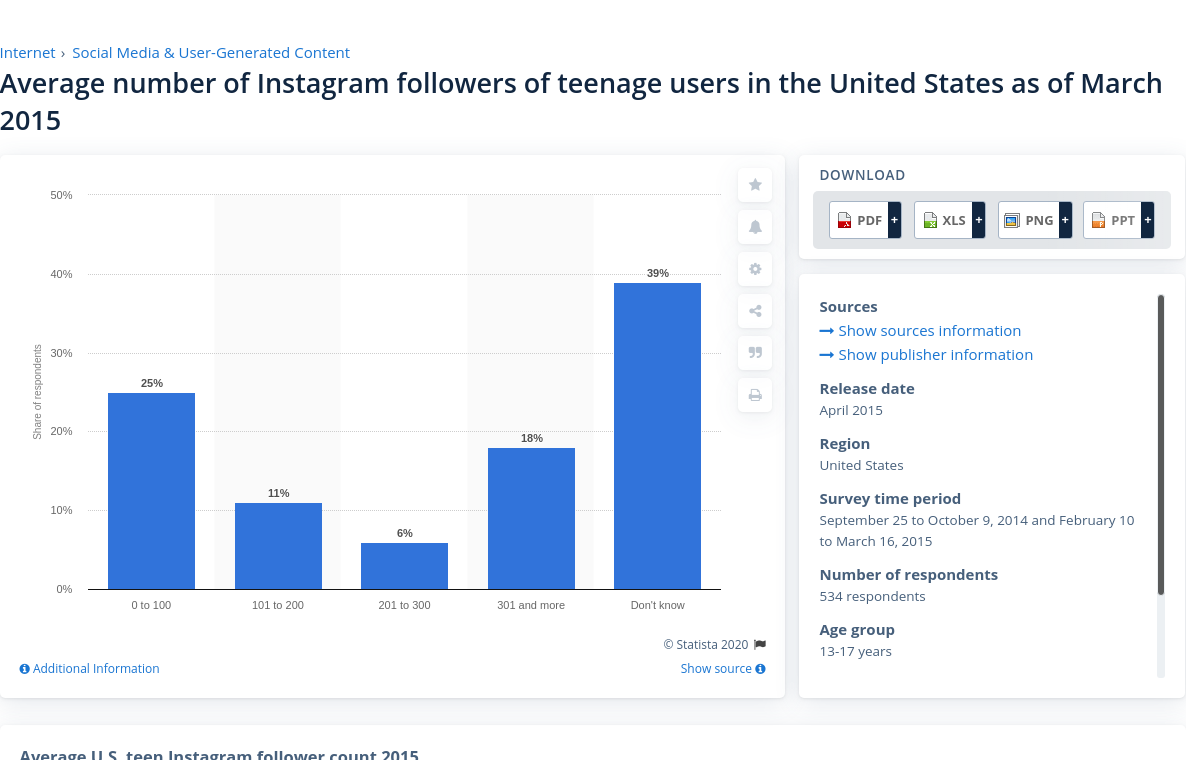 Internet › Social Media & User-Generated Content
Average number of Instagram followers of teenage users in the United States as of March
2015
50%
40%
30%
20%
10%
0%
Share of respondents
25%
11%
6%
18%
39%
0 to 100
101 to 200
201 to 300
301 and more
Don't know
© Statista 2020
Additional Information
Show source
DOWNLOAD
PDF +
XLS +
PNG +
PPT +
Sources
Show sources information
Show publisher information
Release date
April 2015
Region
United States
Survey time period
September 25 to October 9, 2014 and February 10
to March 16, 2015
Number of respondents
534 respondents
Age group
13-17 years
Average U.S. teen Instagram follower count 2015